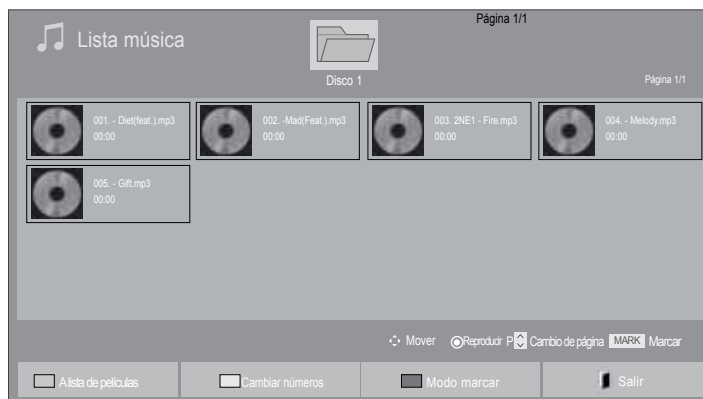 Página 1/1
Lista música
Disco 1
Página 1/1
001. - Diet(feat.).mp3
00:00
002. -Mad(Feat.).mp3
00:00
003. 2NE1 - Fire.mp3
00:00
004. - Melody.mp3
00:00
005. - Gift.mp3
00:00
Mover Reproducir P Cambio de página MARK Marcar
A lista de películas Cambiar números Modo marcar Salir